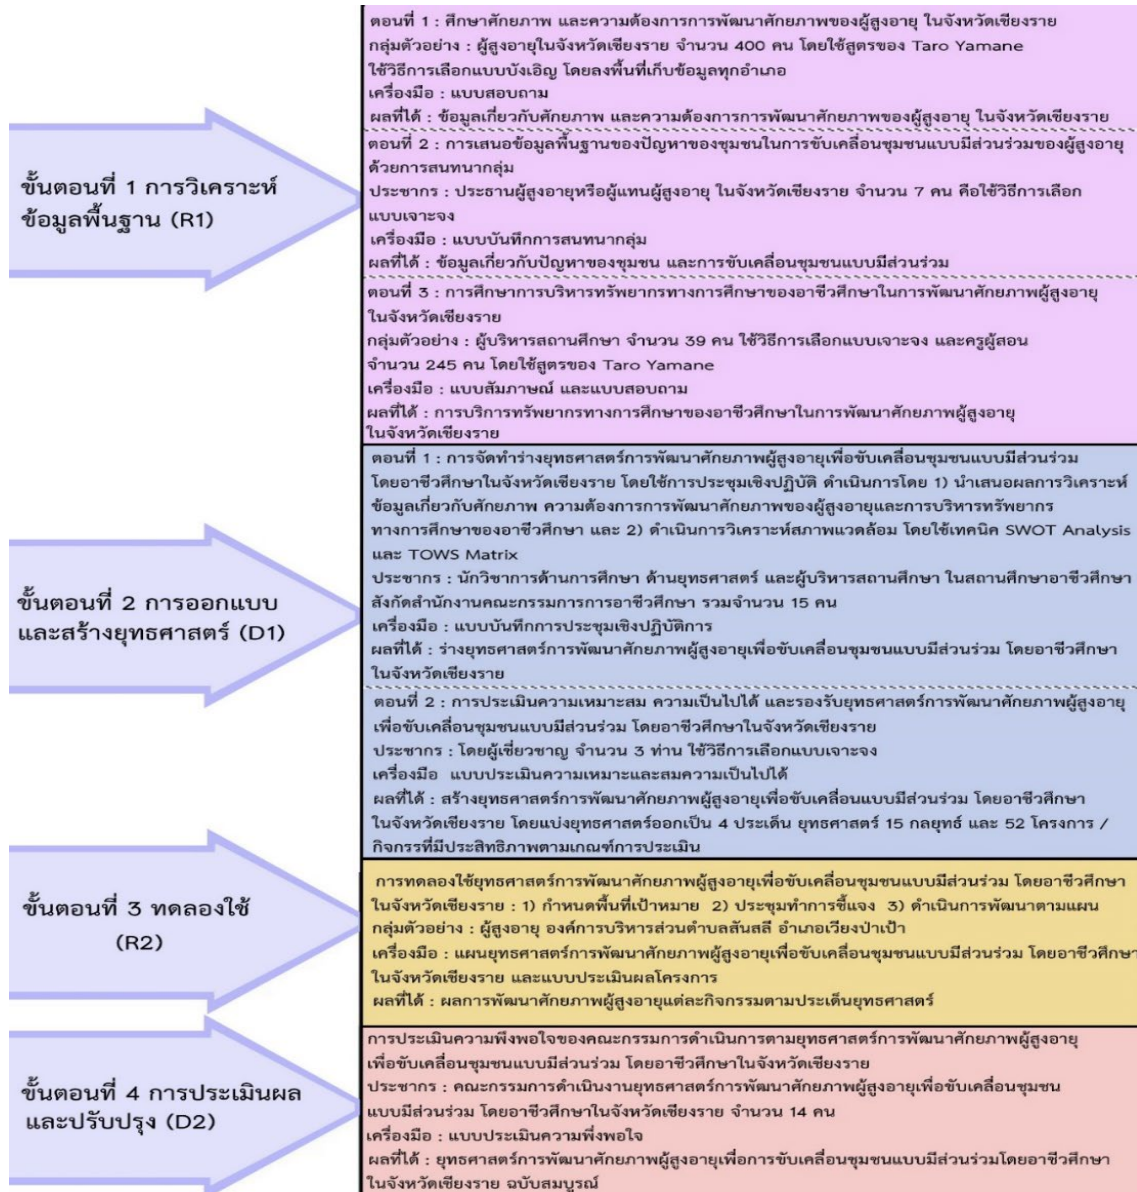 ขั้นตอนที่ 1 การวิเคราะห์
ข้อมูลพื้นฐาน (R1)
ตอนที่ 1 : ศึกษาศักยภาพ และความต้องการการพัฒนาศักยภาพของผู้สูงอายุ ในจังหวัดเชียงราย
กลุ่มตัวอย่าง : ผู้สูงอายุในจังหวัดเชียงราย จำนวน 400 คน โดยใช้สูตรของ Taro Yamane
ใช้วิธีการเลือกแบบบังเอิญ โดยลงพื้นที่เก็บข้อมูลทุกอำเภอ
เครื่องมือ : แบบสอบถาม
ผลที่ได้ : ข้อมูลเกี่ยวกับศักยภาพ และความต้องการการพัฒนาศักยภาพของผู้สูงอายุ ในจังหวัดเชียงราย
ตอนที่ 2 : การเสนอข้อมูลพื้นฐานของปัญหาของชุมชนในการขับเคลื่อนชุมชนแบบมีส่วนร่วมของผู้สูงอายุ
ด้วยการสนทนากลุ่ม
ประชากร : ประธานผู้สูงอายุหรือผู้แทนผู้สูงอายุ ในจังหวัดเชียงราย จำนวน 7 คน คือใช้วิธีการเลือก
แบบเจาะจง
เครื่องมือ : แบบบันทึกการสนทนากลุ่ม
ผลที่ได้ : ข้อมูลเกี่ยวกับปัญหาของชุมชน และการขับเคลื่อนชุมชนแบบมีส่วนร่วม
ตอนที่ 3 : การศึกษาการบริหารทรัพยากรทางการศึกษาของอาชีวศึกษาในการพัฒนาศักยภาพผู้สูงอายุ
ในจังหวัดเชียงราย
กลุ่มตัวอย่าง : ผู้บริหารสถานศึกษา จำนวน 39 คน ใช้วิธีการเลือกแบบเจาะจง และครูผู้สอน
จำนวน 245 คน โดยใช้สูตรของ Taro Yamane
เครื่องมือ : แบบสัมภาษณ์ และแบบสอบถาม
ผลที่ได้ : การบริการทรัพยากรทางการศึกษาของอาชีวศึกษาในการพัฒนาศักยภาพผู้สูงอายุ
ในจังหวัดเชียงราย
ขั้นตอนที่ 2 การออกแบบ
และสร้างยุทธศาสตร์ (D1)
ตอนที่ 1 : การจัดทำร่างยุทธศาสตร์การพัฒนาศักยภาพผู้สูงอายุเพื่อขับเคลื่อนชุมชนแบบมีส่วนร่วม
โดยอาชีวศึกษาในจังหวัดเชียงราย โดยใช้การประชุมเชิงปฏิบัติ ดำเนินการโดย 1) นำเสนอผลการวิเคราะห์
ข้อมูลเกี่ยวกับศักยภาพ ความต้องการการพัฒนาศักยภาพของผู้สูงอายุและการบริหารทรัพยากร
ทางการศึกษาของอาชีวศึกษา และ 2) ดำเนินการวิเคราะห์สภาพแวดล้อม โดยใช้เทคนิค SWOT Analysis
และ TOWS Matrix
ประชากร : นักวิชาการด้านการศึกษา ด้านยุทธศาสตร์ และผู้บริหารสถานศึกษา ในสถานศึกษาอาชีวศึกษา
สังกัดสำนักงานคณะกรรมการการอาชีวศึกษา รวมจำนวน 15 คน
เครื่องมือ : แบบบันทึกการประชุมเชิงปฏิบัติการ
ผลที่ได้ : ร่างยุทธศาสตร์การพัฒนาศักยภาพผู้สูงอายุเพื่อขับเคลื่อนชุมชนแบบมีส่วนร่วม โดยอาชีวศึกษา
ในจังหวัดเชียงราย
ตอนที่ 2 : การประเมินความเหมาะสม ความเป็นไปได้ และรองรับยุทธศาสตร์การพัฒนาศักยภาพผู้สูงอายุ
เพื่อขับเคลื่อนชุมชนแบบมีส่วนร่วม โดยอาชีวศึกษาในจังหวัดเชียงราย
ประชากร : โดยผู้เชี่ยวชาญ จำนวน 3 ท่าน ใช้วิธีการเลือกแบบเจาะจง
เครื่องมือ แบบประเมินความเหมาะและสมความเป็นไปได้
ผลที่ได้ : สร้างยุทธศาสตร์การพัฒนาศักยภาพผู้สูงอายุเพื่อขับเคลื่อนแบบมีส่วนร่วม โดยอาชีวศึกษา
ในจังหวัดเชียงราย โดยแบ่งยุทธศาสตร์ออกเป็น 4 ประเด็น ยุทธศาสตร์ 15 กลยุทธ์ และ 52 โครงการ /
กิจกรรที่มีประสิทธิภาพตามเกณฑ์การประเมิน
ขั้นตอนที่ 3 ทดลองใช้
(R2)
การทดลองใช้ยุทธศาสตร์การพัฒนาศักยภาพผู้สูงอายุเพื่อขับเคลื่อนชุมชนแบบมีส่วนร่วม โดยอาชีวศึกษา
ในจังหวัดเชียงราย : 1) กำหนดพื้นที่เป้าหมาย 2) ประชุมทำการชี้แจง 3) ดำเนินการพัฒนาตามแผน
กลุ่มตัวอย่าง : ผู้สูงอายุ องค์การบริหารส่วนตำบลสันสลี อำเภอเวียงป่าเป้า
เครื่องมือ : แผนยุทธศาสตร์การพัฒนาศักยภาพผู้สูงอายุเพื่อขับเคลื่อนชุมชนแบบมีส่วนร่วม โดยอาชีวศึกษา
ในจังหวัดเชียงราย และแบบประเมินผลโครงการ
ผลที่ได้ : ผลการพัฒนาศักยภาพผู้สูงอายุแต่ละกิจกรรมตามประเด็นยุทธศาสตร์
ขั้นตอนที่ 4 การประเมินผล
และปรับปรุง (D2)
การประเมินความพึงพอใจของคณะกรรมการดำเนินการตามยุทธศาสตร์การพัฒนาศักยภาพผู้สูงอายุ
เพื่อขับเคลื่อนชุมชนแบบมีส่วนร่วม โดยอาชีวศึกษาในจังหวัดเชียงราย
ประชากร : คณะกรรมการดำเนินงานยุทธศาสตร์การพัฒนาศักยภาพผู้สูงอายุเพื่อขับเคลื่อนชุมชน
แบบมีส่วนร่วม โดยอาชีวศึกษาในจังหวัดเชียงราย จำนวน 14 คน
เครื่องมือ : แบบประเมินความพึ่งพอใจ
ผลที่ได้ : ยุทธศาสตร์การพัฒนาศักยภาพผู้สูงอายุเพื่อการขับเคลื่อนชุมชนแบบมีส่วนร่วมโดยอาชีวศึกษา
ในจังหวัดเชียงราย ฉบับสมบูรณ์